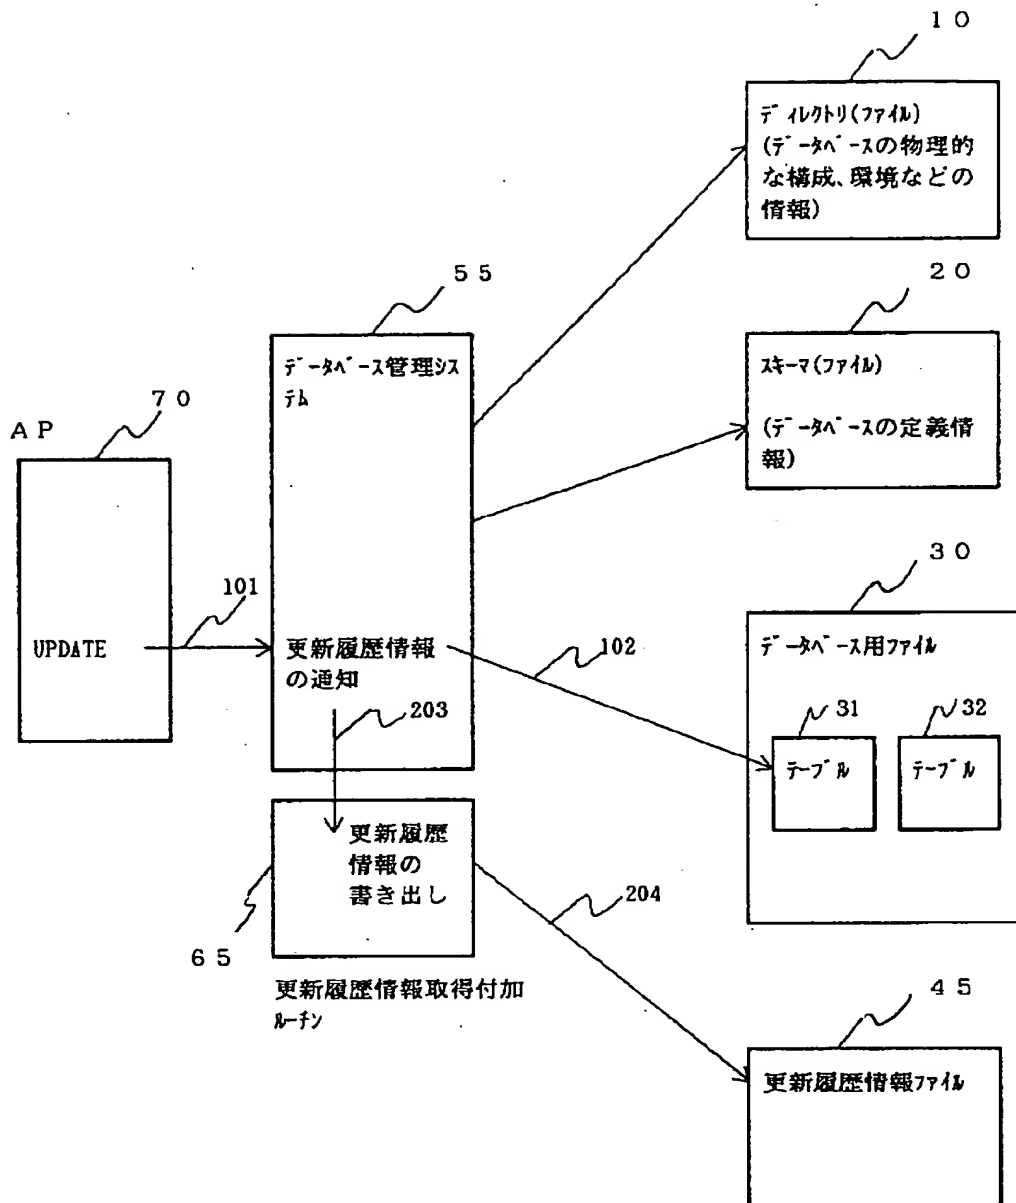 １０
ﾃﾞｨﾚｸﾄﾘ(ﾌｧｲﾙ)
(ﾃﾞｰﾀﾍﾞｰｽの物理的
な構成、環境などの
情報)
２０
ｽｷｰﾏ(ﾌｧｲﾙ)
(ﾃﾞｰﾀﾍﾞｰｽの定義情
報)
５５
ﾃﾞｰﾀﾍﾞｰｽ管理ｼｽ
ﾃﾑ
ＡＰ
７０
UPDATE
101
更新履歴情報
の通知
102
203
３０
ﾃﾞｰﾀﾍﾞｰｽ用ﾌｧｲﾙ
31
ﾃｰﾌﾞﾙ
32
ﾃｰﾌﾞﾙ
更新履歴
情報の
書き出し
204
６５
更新履歴情報取得付加
ﾙｰﾁﾝ
４５
更新履歴情報ﾌｧｲﾙ